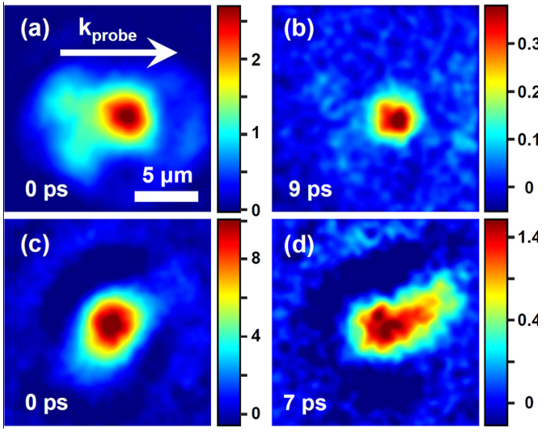 (a)
k_probe
0 ps
5 µm
2
1
0
(b)
9 ps
0.3
0.2
0.1
0
(c)
0 ps
8
4
0
(d)
7 ps
1.4
0.4
0